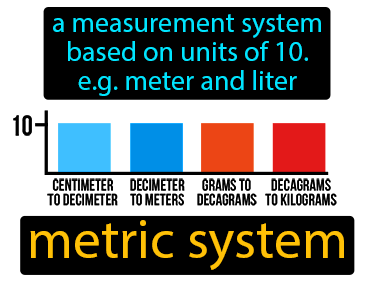 a measurement system
based on units of 10.
e.g. meter and liter
10
CENTIMETER
TO DECIMETER
DECIMETER
TO METERS
GRAMS TO
DECAGRAMS
DECAGRAMS
TO KILOGRAMS
metric system